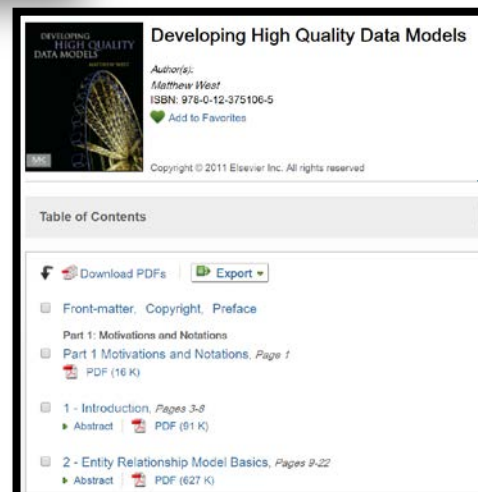 DEVELOPING
HIGH QUALITY
DATA MODELS
MATTHEW WEST
MK
Developing High Quality Data Models
Author(s):
Matthew West
ISBN: 978-0-12-375106-5
Add to Favorites
Copyright © 2011 Elsevier Inc. All rights reserved
Table of Contents
Download PDFs Export
Front-matter, Copyright, Preface
Part 1: Motivations and Notations
Part 1 Motivations and Notations, Page 1
PDF (16 K)
1 - Introduction, Pages 3-8
Abstract PDF (91 K)
2 - Entity Relationship Model Basics, Pages 9-22
Abstract PDF (627 K)